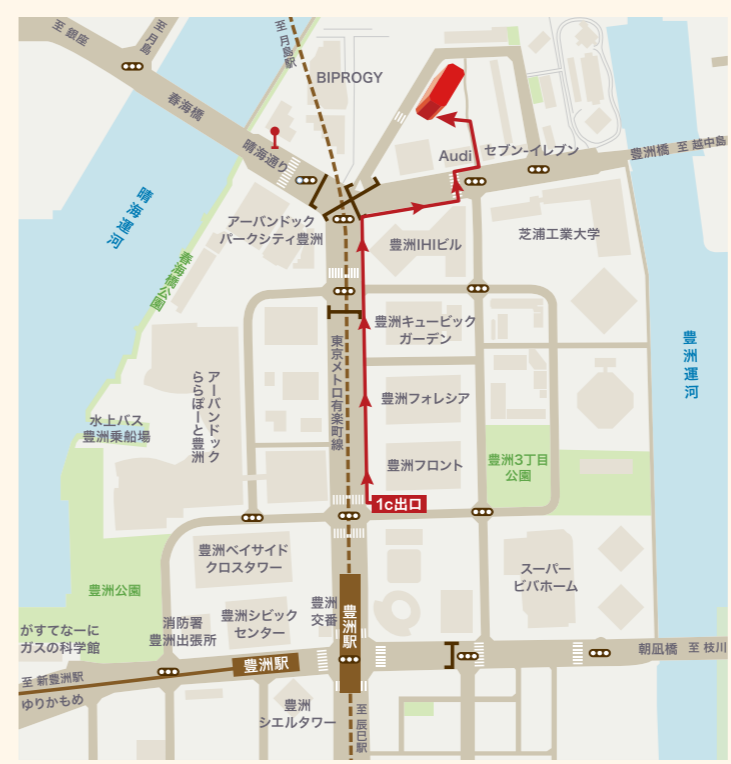 至 銀座
至 月島
至 月島駅
BIPROGY
春海橋
晴海通り
Audi
セブン-イレブン
豊洲橋 至 越中島
晴海運河
アーバンドック
パークシティ豊洲
豊洲IHIビル
芝浦工業大学
春海橋公園
豊洲キュービック
ガーデン
東京メトロ有楽町線
豊洲運河
アーバンドック
ららぽーと豊洲
豊洲フォレシア
水上バス
豊洲乗船場
豊洲フロント
豊洲3丁目
公園
1c出口
豊洲ベイサイド
クロスタワー
スーパー
ビバホーム
豊洲公園
豊洲
交番
豊洲駅
消防署
豊洲出張所
豊洲シビック
センター
がすてなーに
ガスの科学館
朝凪橋 至 枝川
豊洲駅
至 新豊洲駅
ゆりかもめ
豊洲
シエルタワー
至 辰巳駅